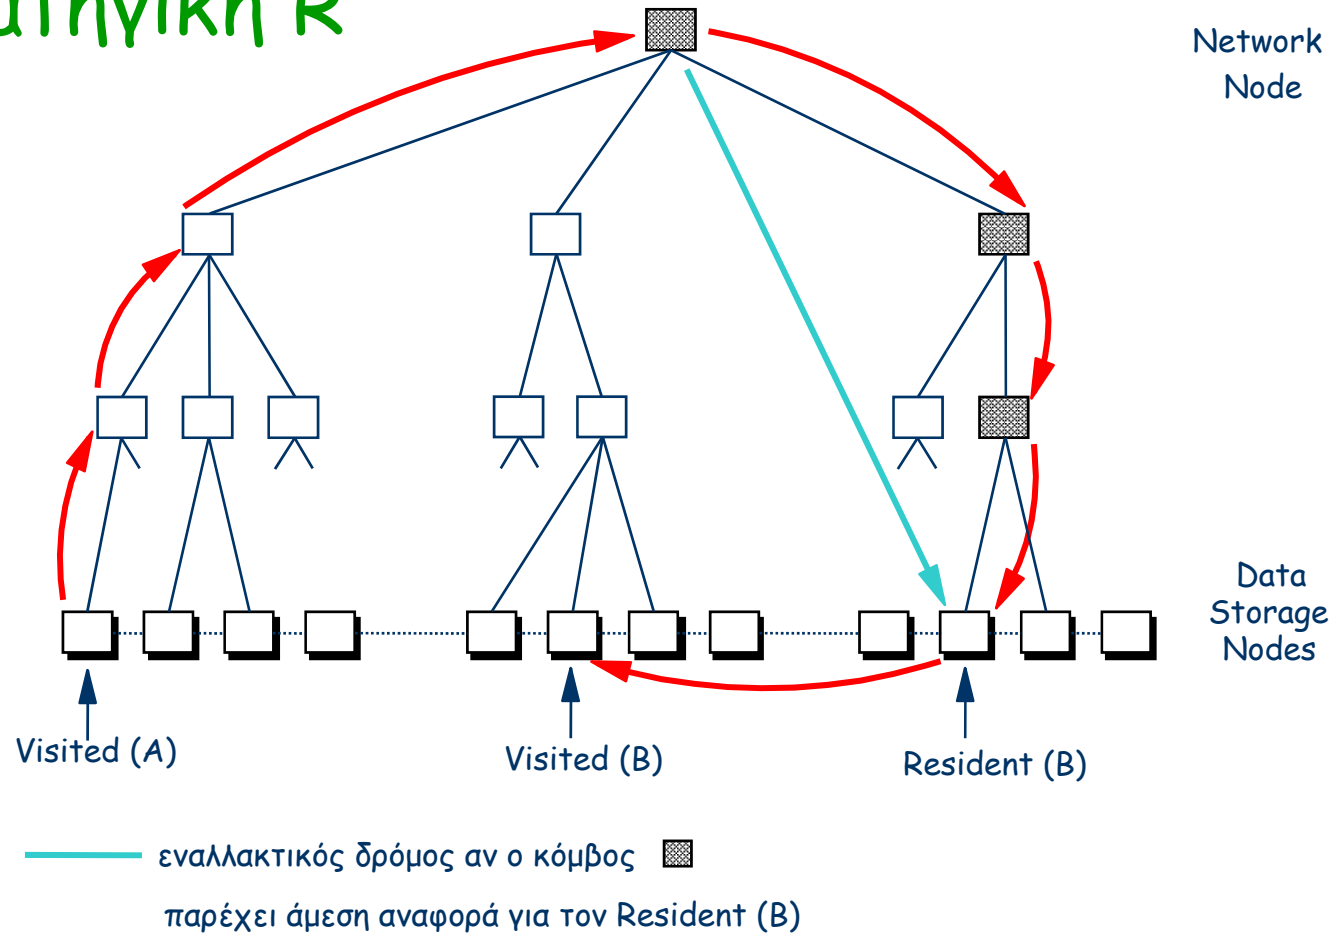 R
Network
Node
Data
Storage
Nodes
Visited (A)
Visited (B)
Resident (B)
εναλλακτικός δρόμος αν ο κόμβος
παρέχει άμεση αναφορά για τον Resident (B)